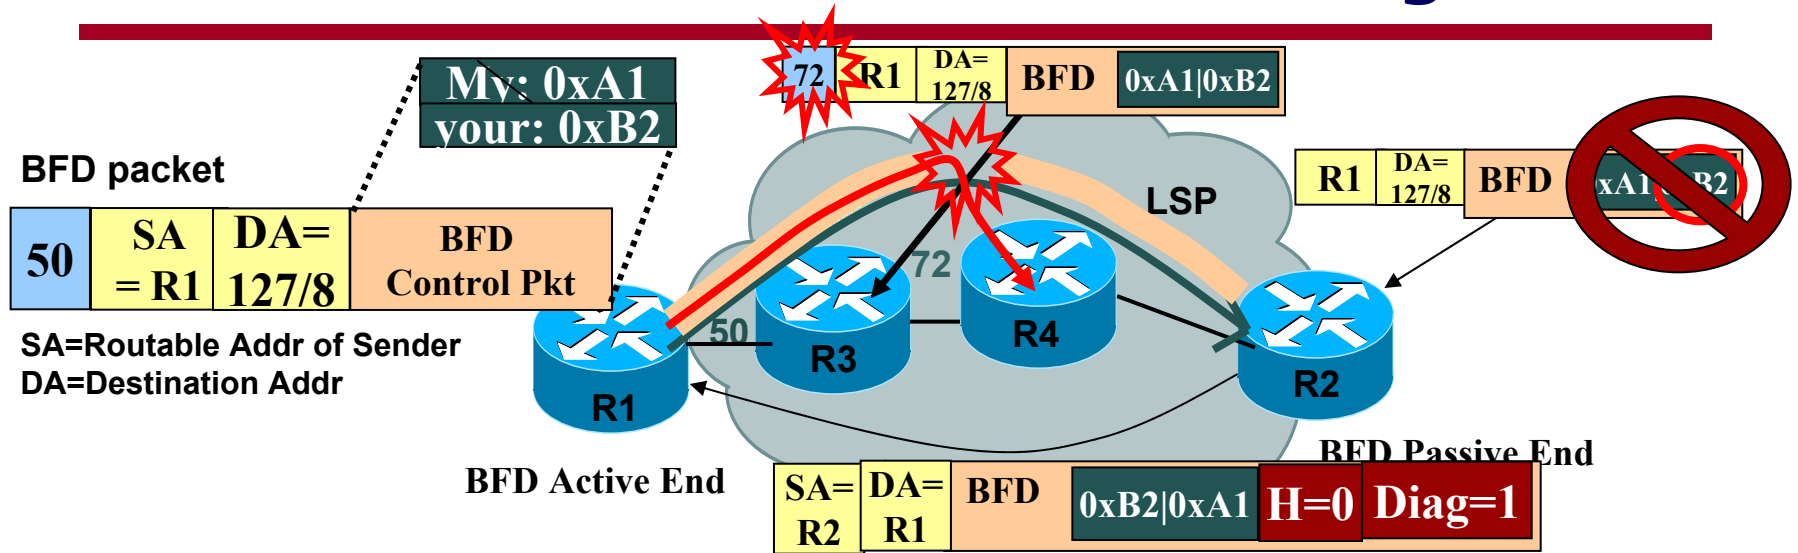 My: 0xA1
your: 0xB2
72
R1
DA=
127/8
BFD
0xA1|0xB2
BFD packet
50
SA
= R1
DA=
127/8
BFD
Control Pkt
SA=Routable Addr of Sender
DA=Destination Addr
LSP
R1
DA=
127/8
BFD
xA1
B2
72
50
R1
R3
R4
R2
BFD Active End
BFD Passive End
SA=
R2
DA=
R1
BFD
0xB2|0xA1
H=0
Diag=1